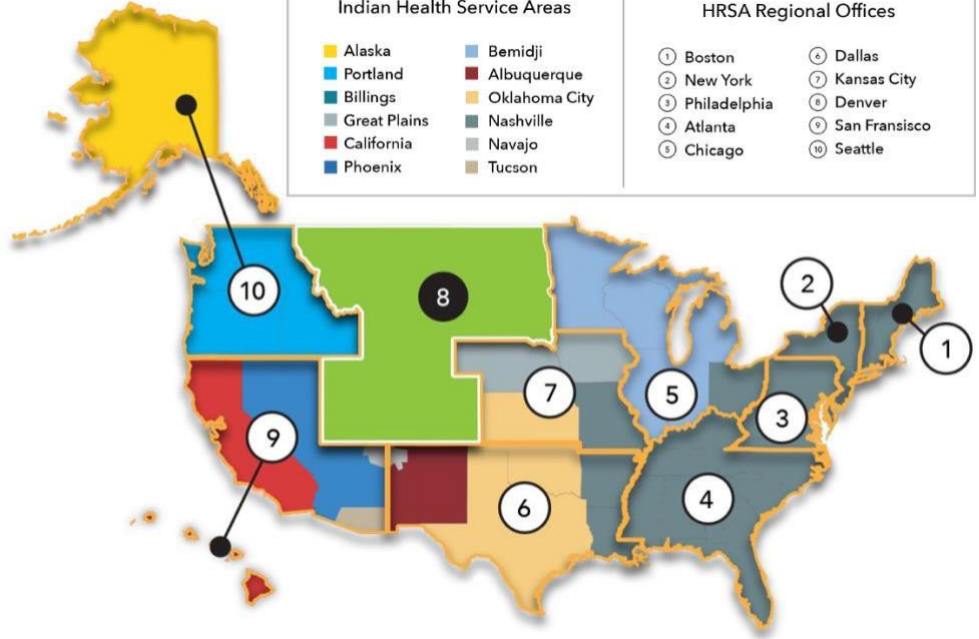 Indian Health Service Areas
Alaska
Portland
Billings
Great Plains
California
Phoenix
Bemidji
Albuquerque
Oklahoma City
Nashville
Navajo
Tucson
HRSA Regional Offices
1 Boston
2 New York
3 Philadelphia
4 Atlanta
5 Chicago
6 Dallas
7 Kansas City
8 Denver
9 San Fransisco
10 Seattle
10
8
2
1
7
5
3
9
6
4